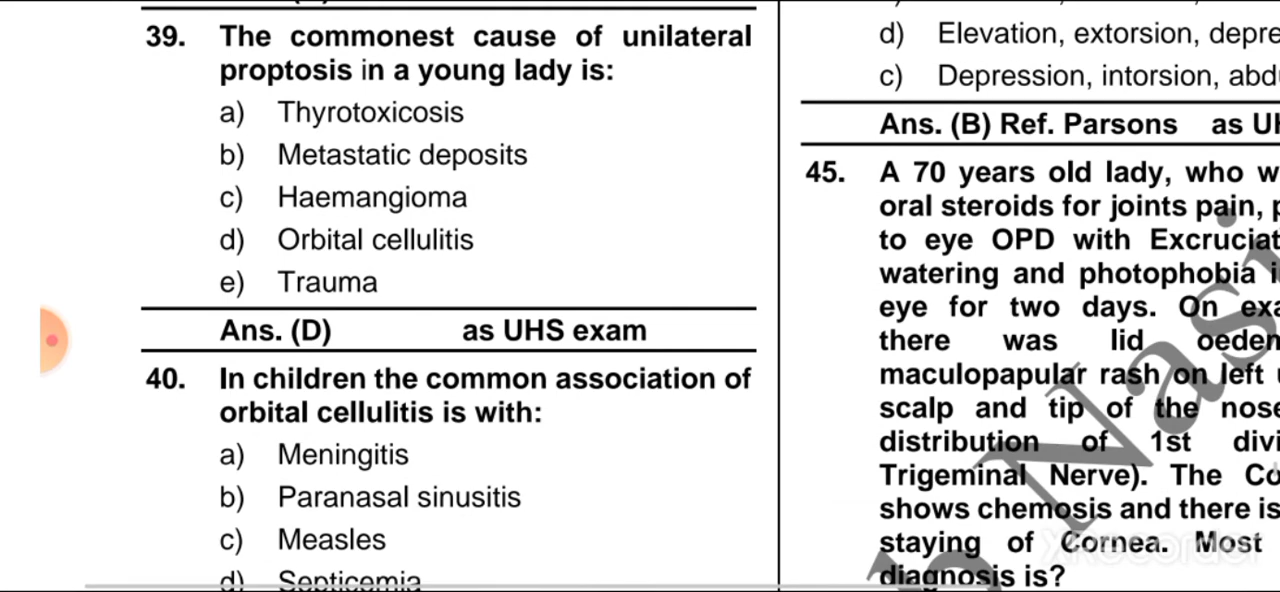 39. The commonest cause of unilateral
proptosis in a young lady is:
a) Thyrotoxicosis
b) Metastatic deposits
c) Haemangioma
d) Orbital cellulitis
e) Trauma
Ans. (D) as UHS exam
40. In children the common association of
orbital cellulitis is with:
a) Meningitis
b) Paranasal sinusitis
c) Measles
d) Septicemia
d) Elevation, extorsion, depre
c) Depression, intorsion, abd
Ans. (B) Ref. Parsons as U
45. A 70 years old lady, who w
oral steroids for joints pain, p
to eye OPD with Excruciat
watering and photophobia i
eye for two days. On exa
there was lid oedem
maculopapular rash on left
scalp and tip of the nose
distribution of 1st divi
Trigeminal Nerve). The Co
shows chemosis and there is
staying of Cornea. Most
diagnosis is?
Nasi
XRecorder